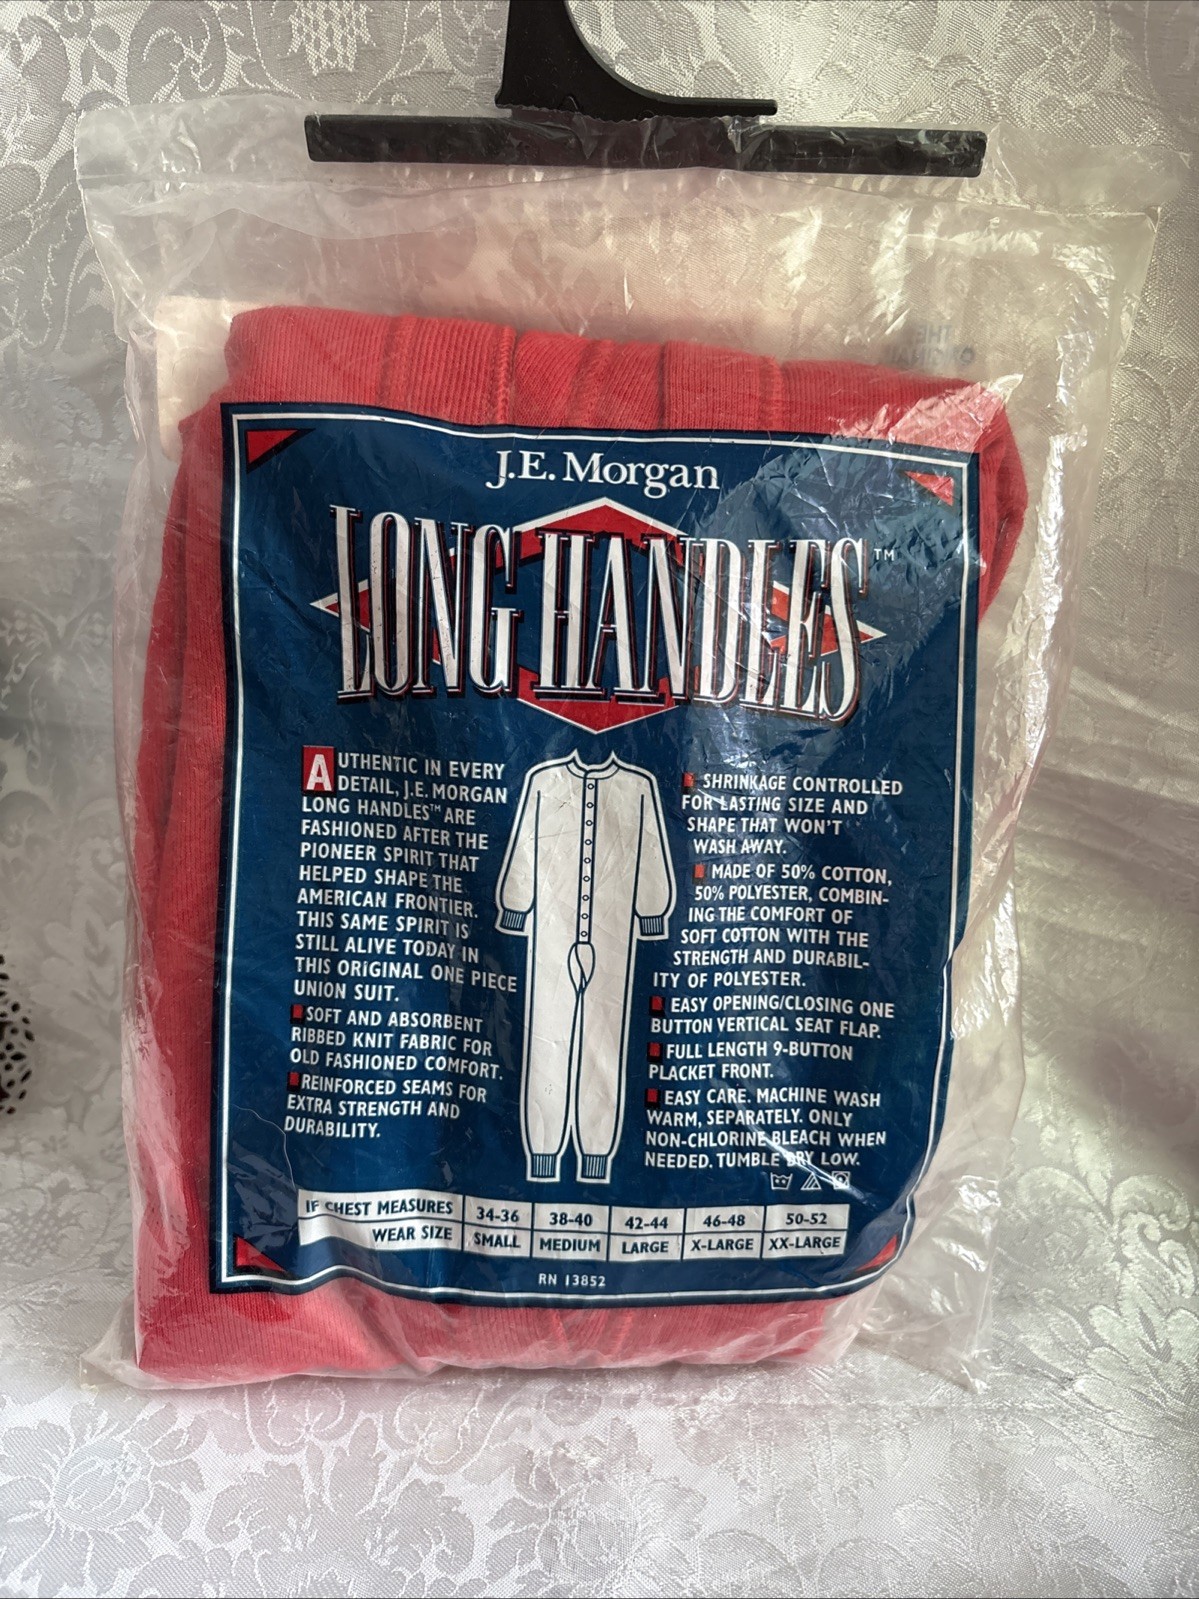 THE
ORIGINAL
J.E. Morgan
LONG HANDLES™
AUTHENTIC IN EVERY
DETAIL, J.E. MORGAN
LONG HANDLES™ ARE
FASHIONED AFTER THE
PIONEER SPIRIT THAT
HELPED SHAPE THE
AMERICAN FRONTIER.
THIS SAME SPIRIT IS
STILL ALIVE TODAY IN
THIS ORIGINAL ONE PIECE
UNION SUIT.
SOFT AND ABSORBENT
RIBBED KNIT FABRIC FOR
OLD FASHIONED COMFORT.
REINFORCED SEAMS FOR
EXTRA STRENGTH AND
DURABILITY.
SHRINKAGE CONTROLLED
FOR LASTING SIZE AND
SHAPE THAT WON'T
WASH AWAY.
MADE OF 50% COTTON,
50% POLYESTER, COMBIN-
ING THE COMFORT OF
SOFT COTTON WITH THE
STRENGTH AND DURABIL-
ITY OF POLYESTER.
EASY OPENING/CLOSING ONE
BUTTON VERTICAL SEAT FLAP.
FULL LENGTH 9-BUTTON
PLACKET FRONT.
EASY CARE. MACHINE WASH
WARM, SEPARATELY. ONLY
NON-CHLORINE BLEACH WHEN
NEEDED. TUMBLE DRY LOW.
IF CHEST MEASURES 34-36 38-40 42-44 46-48 50-52
WEAR SIZE SMALL MEDIUM LARGE X-LARGE XX-LARGE
RN 13852